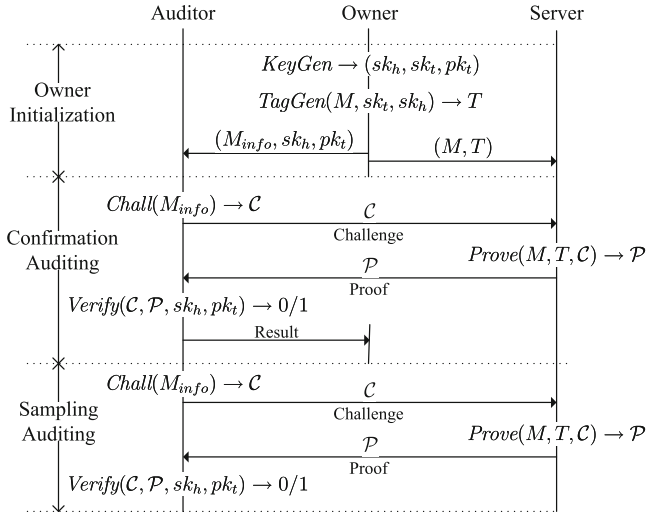 Auditor Owner Server
KeyGen → (sk_h, sk_t, pk_t)
Owner
Initialization
TagGen(M, sk_t, sk_h) → T
(M_info, sk_h, pk_t)
(M, T)
Chall(M_info) → 𝒞
𝒞
Challenge
Confirmation
Auditing
Prove(M, T, 𝒞) → 𝒫
𝒫
Proof
Verify(𝒞, 𝒫, sk_h, pk_t) → 0/1
Result
Chall(M_info) → 𝒞
𝒞
Challenge
Sampling
Auditing
Prove(M, T, 𝒞) → 𝒫
𝒫
Proof
Verify(𝒞, 𝒫, sk_h, pk_t) → 0/1